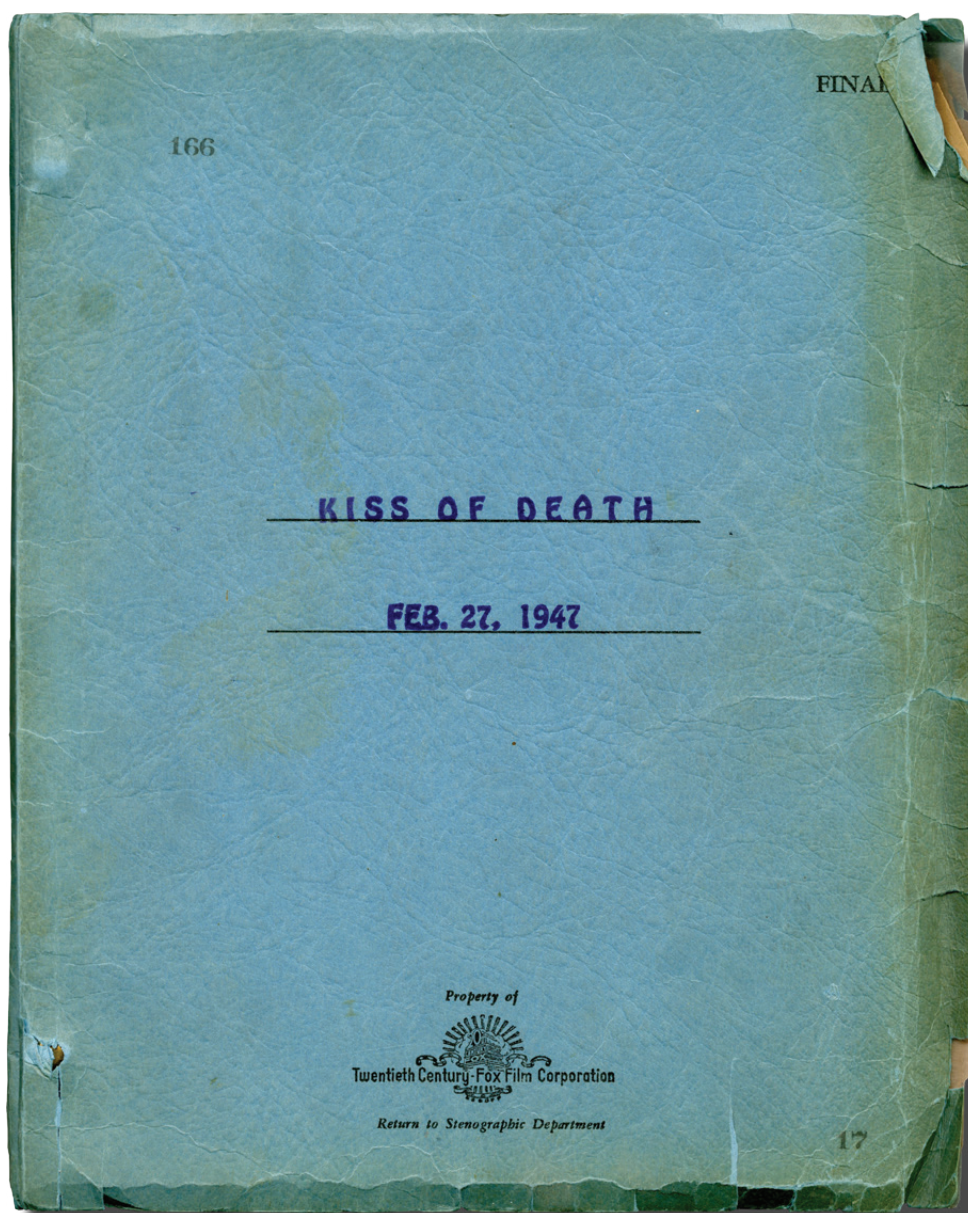 FINAL
166
KISS OF DEATH
FEB. 27, 1947
Property of
Twentieth Century-Fox Film Corporation
Return to Stenographic Department
17